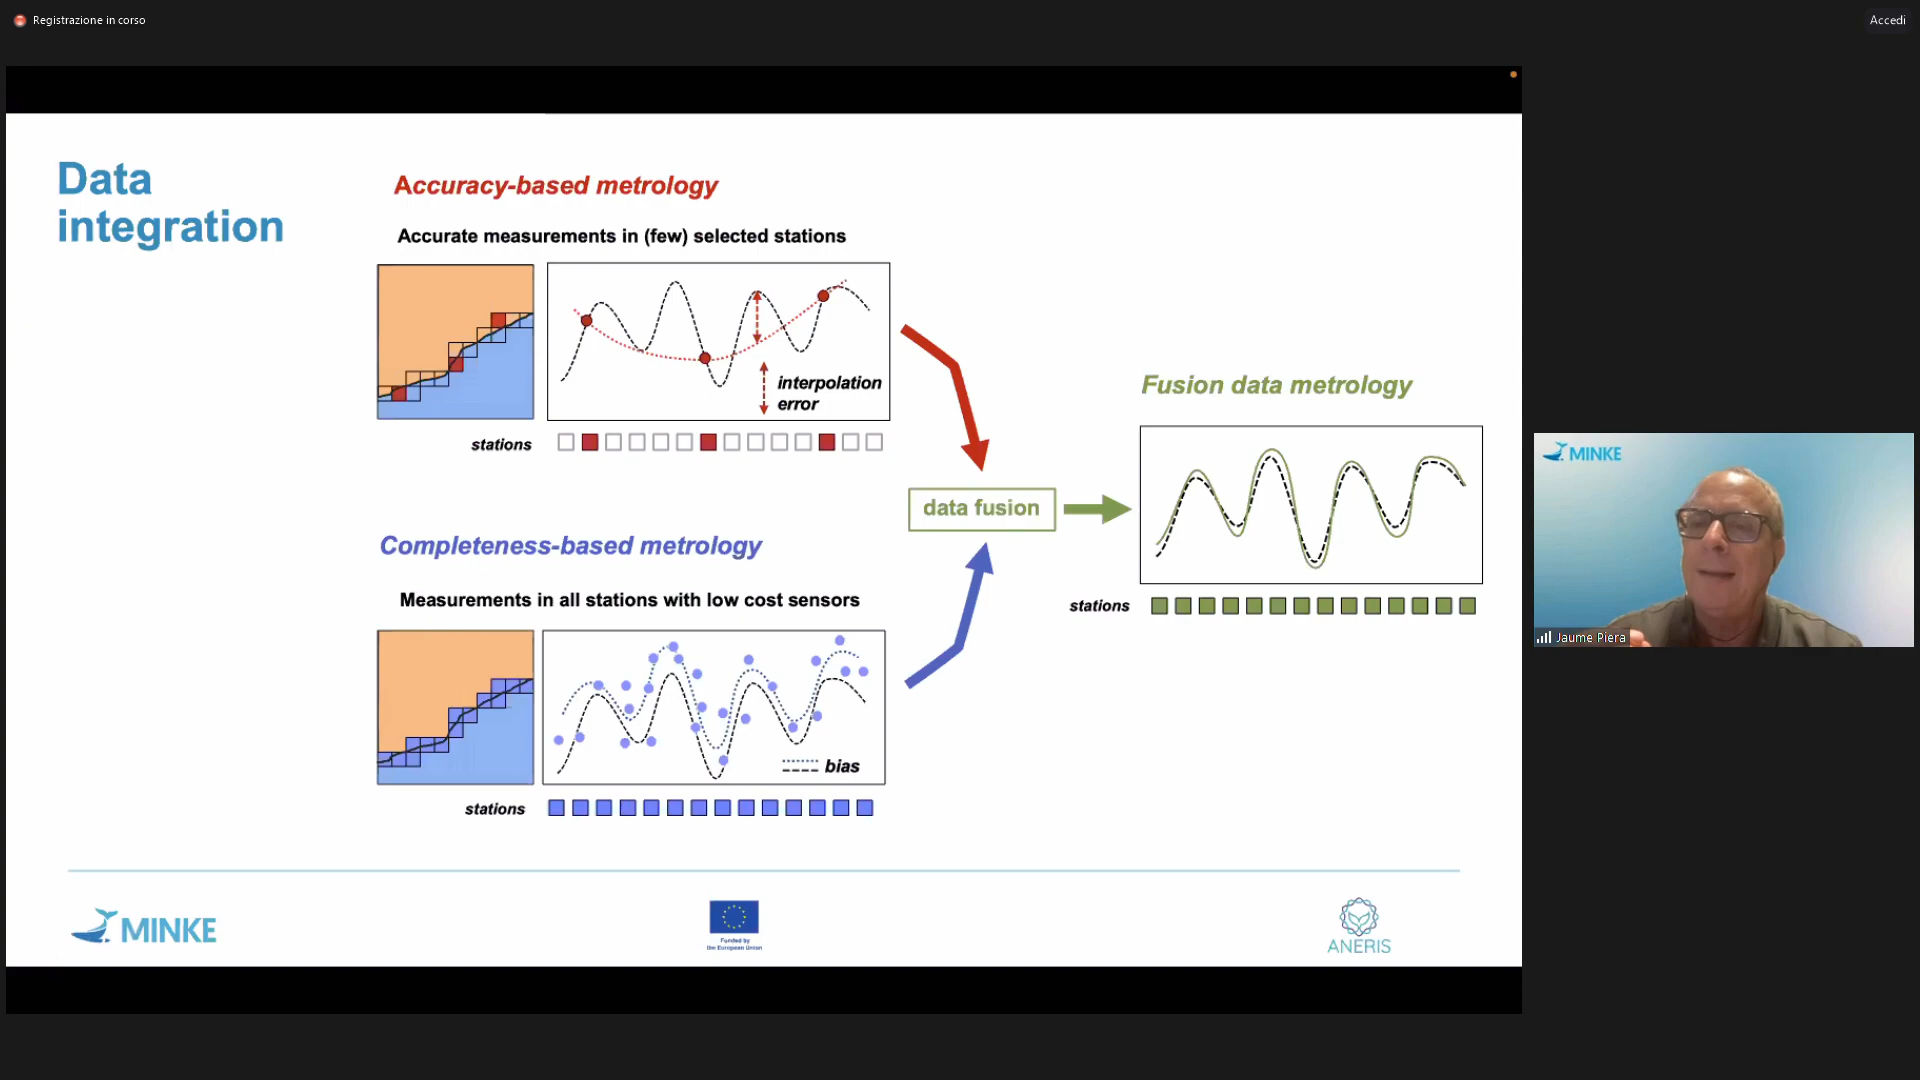 Registrazione in corso
Accedi
Data
integration
Accuracy-based metrology
Accurate measurements in (few) selected stations
interpolation
error
stations
Completeness-based metrology
Measurements in all stations with low cost sensors
bias
stations
data fusion
Fusion data metrology
stations
MINKE
Funded by
the European Union
ANERIS
MINKE
Jaume Piera